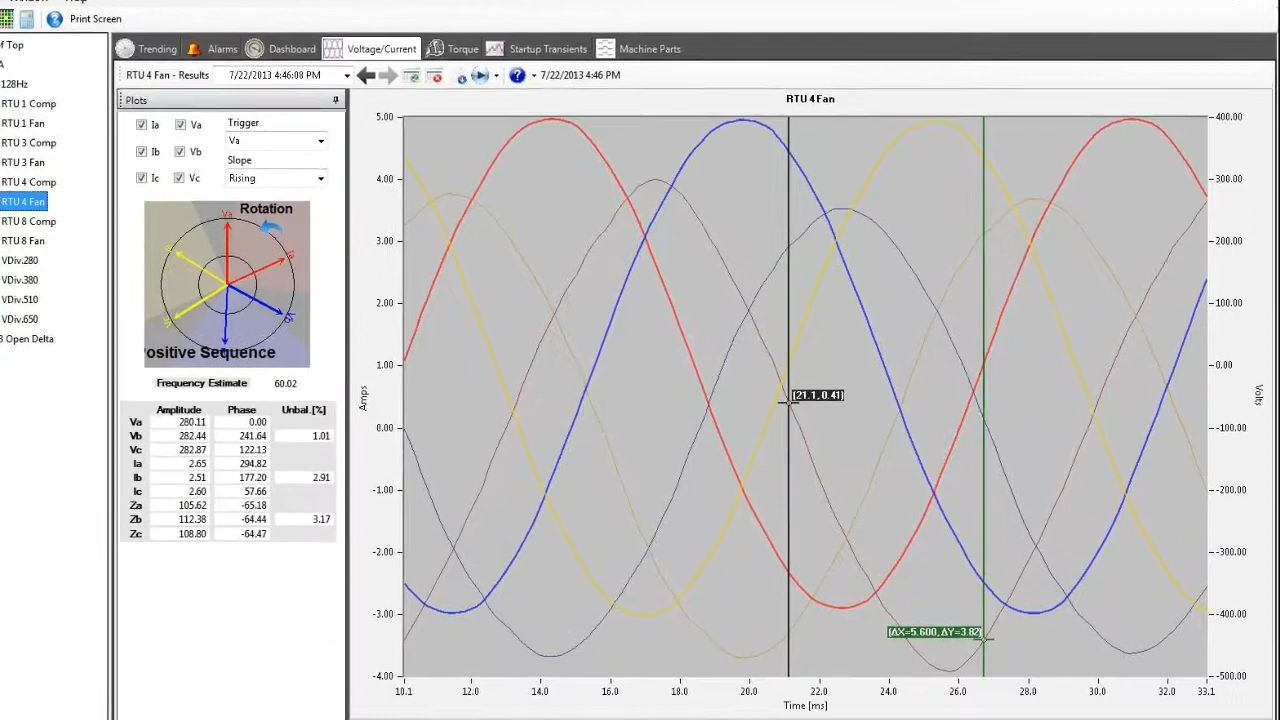 Print Screen
of Top
A
128Hz
RTU 1 Comp
RTU 1 Fan
RTU 3 Comp
RTU 3 Fan
RTU 4 Comp
RTU 4 Fan
RTU 8 Comp
RTU 8 Fan
VDiv.280
VDiv.380
VDiv.510
VDiv.650
3 Open Delta
Trending Alarms Dashboard Voltage/Current Torque Startup Transients Machine Parts
RTU 4 Fan - Results 7/22/2013 4:46:08 PM 7/22/2013 4:46 PM
Plots
Ia Va
Ib Vb
Ic Vc
Trigger
Va
Slope
Rising
Rotation
Va
ositive Sequence
Frequency Estimate 60.02
Amplitude Phase Unbal.[%]
Va 280.11 0.00
Vb 282.44 241.64 1.01
Vc 282.87 122.13
Ia 2.65 294.82
Ib 2.51 177.20 2.91
Ic 2.60 57.66
Za 105.62 -65.18
Zb 112.38 -64.44 3.17
Zc 108.80 -64.47
RTU 4 Fan
5.00
4.00
3.00
2.00
1.00
0.00
-1.00
-2.00
-3.00
-4.00
Amps
[21.1, 0.41]
[ΔX=5.600, ΔY=3.82]
400.00
300.00
200.00
100.00
0.00
-100.00
-200.00
-300.00
-400.00
-500.00
Volts
10.1 12.0 14.0 16.0 18.0 20.0 22.0 24.0 26.0 28.0 30.0 32.0 33.1
Time [ms]